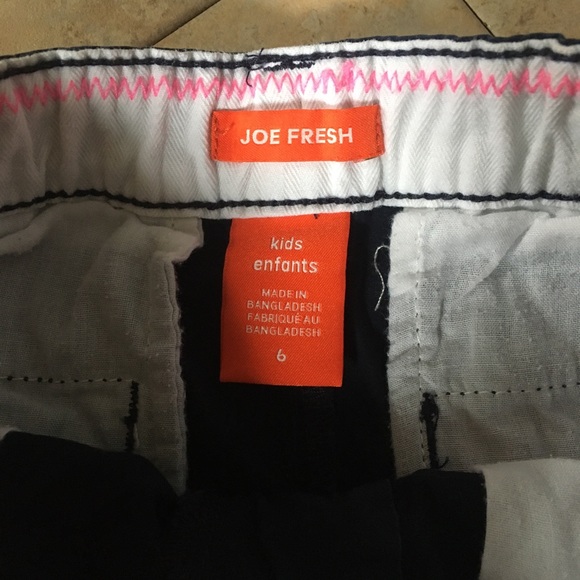 JOE FRESH
kids
enfants
MADE IN
BANGLADESH
FABRIQUÉ AU
BANGLADESH
6